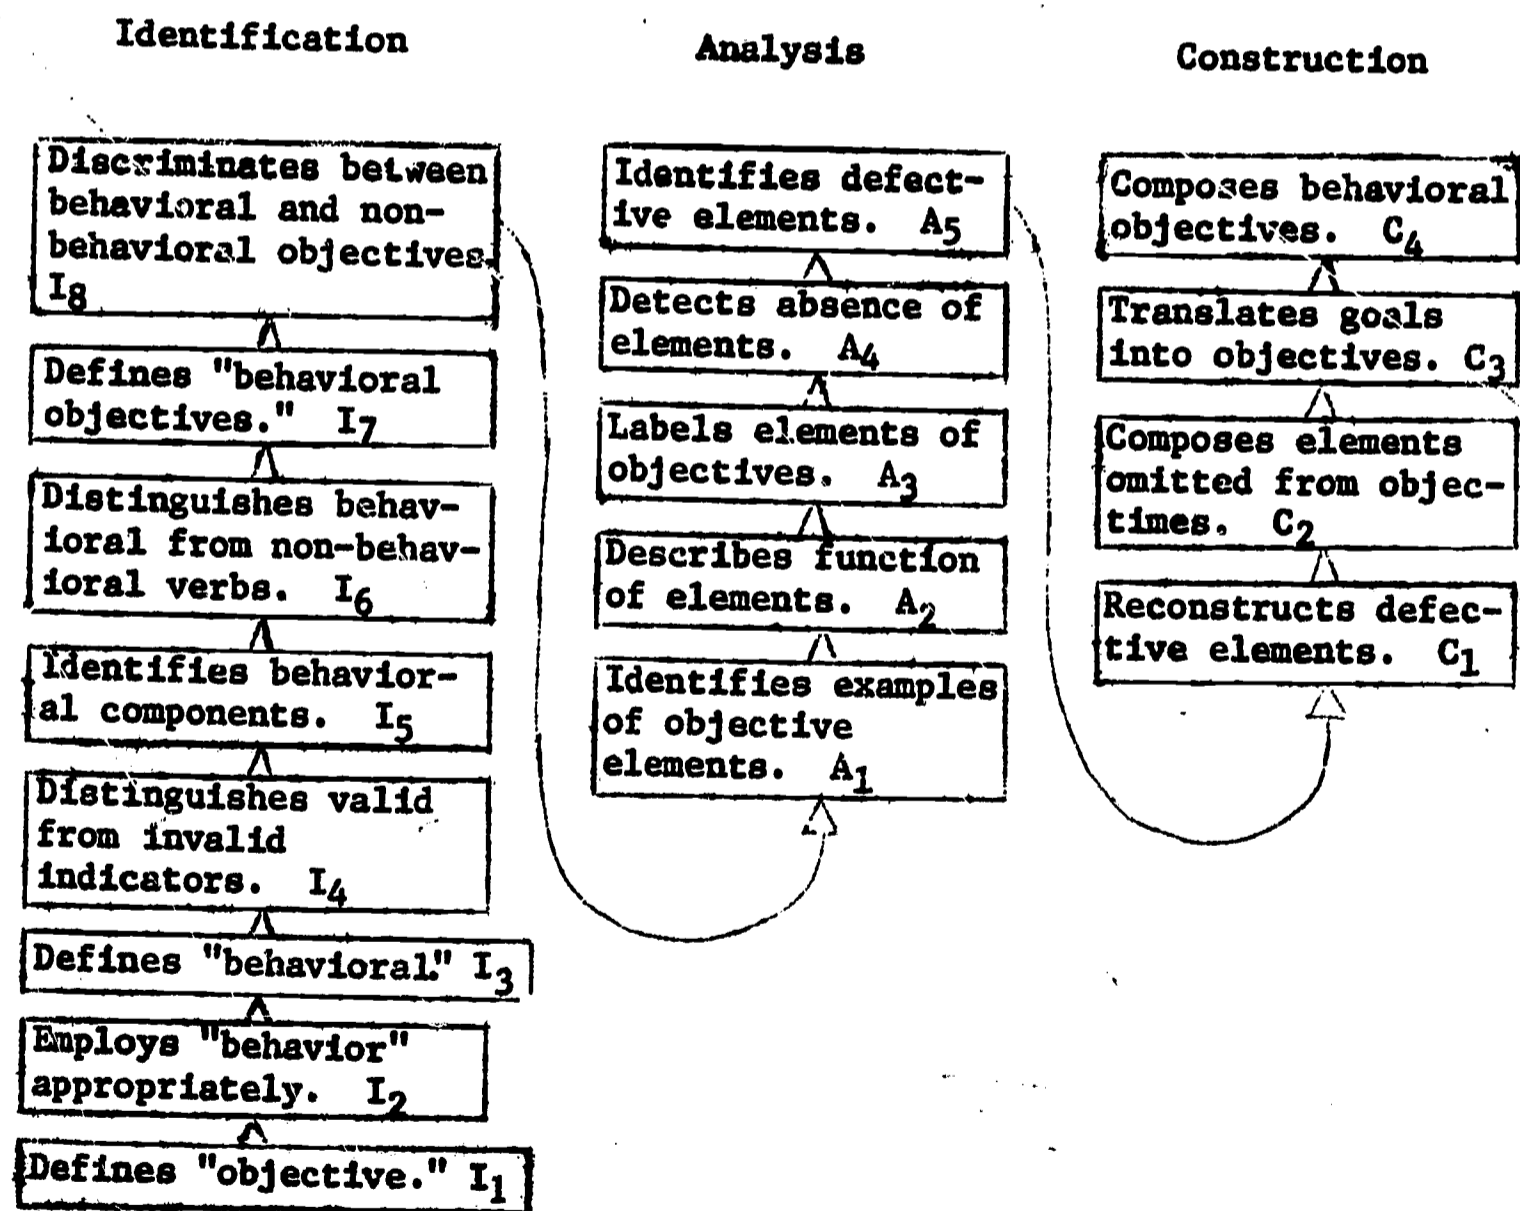 Identification
Discriminates between
behavioral and non-
behavioral objectives.
I8
Defines "behavioral
objectives." I7
Distinguishes behav-
ioral from non-behav-
ioral verbs. I6
Identifies behavior-
al components. I5
Distinguishes valid
from invalid
indicators. I4
Defines "behavioral." I3
Employs "behavior"
appropriately. I2
Defines "objective." I1
Analysis
Identifies defect-
ive elements. A5
Detects absence of
elements. A4
Labels elements of
objectives. A3
Describes function
of elements. A2
Identifies examples
of objective
elements. A1
Construction
Composes behavioral
objectives. C4
Translates goals
into objectives. C3
Composes elements
omitted from objec-
times. C2
Reconstructs defec-
tive elements. C1